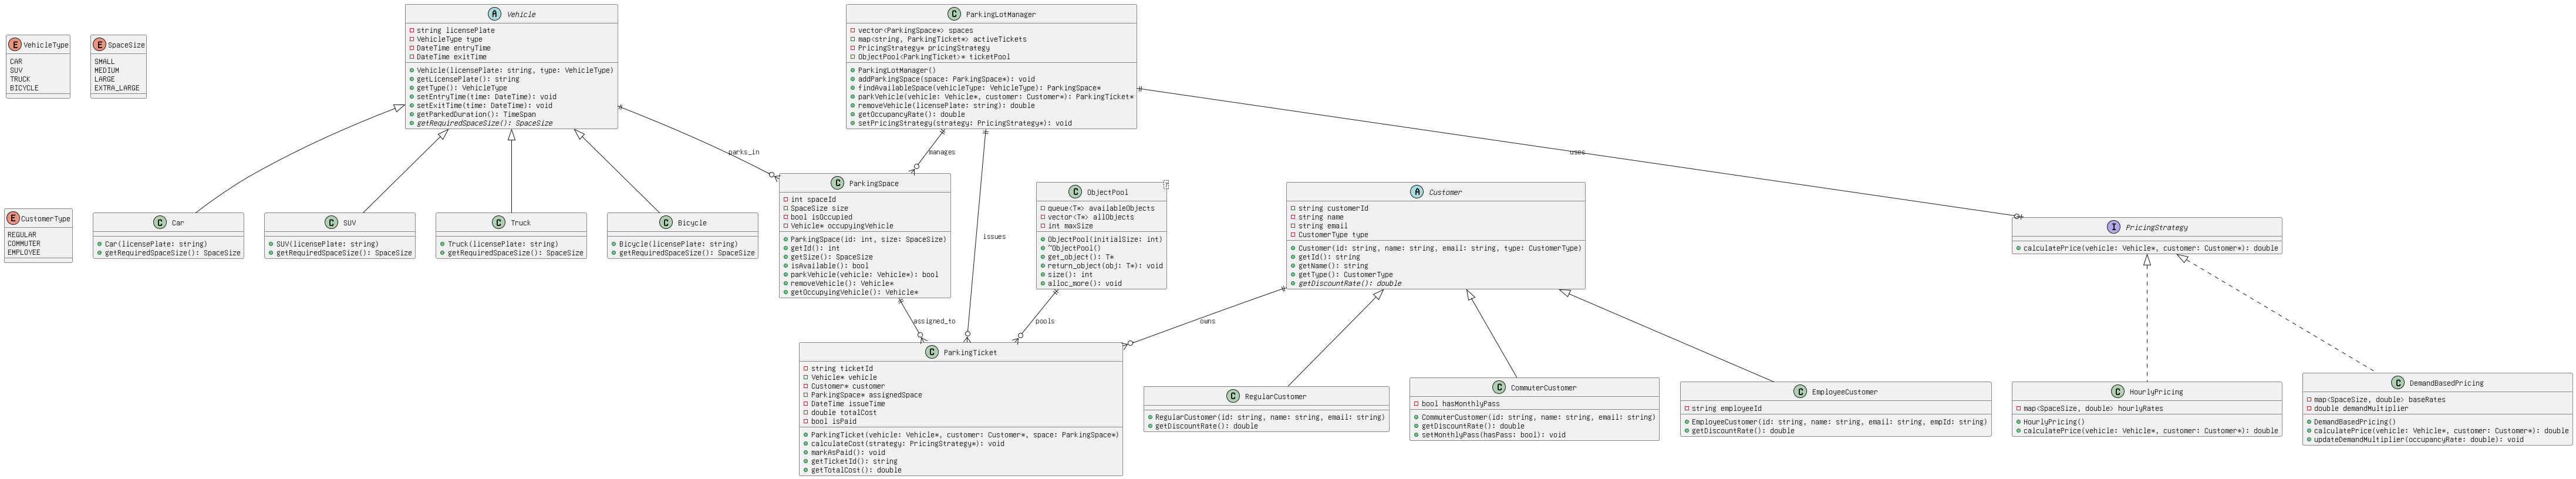 VehicleType
CAR
SUV
TRUCK
BICYCLE
SpaceSize
SMALL
MEDIUM
LARGE
EXTRA_LARGE
Vehicle
string licensePlate
VehicleType type
DateTime entryTime
DateTime exitTime
Vehicle(licensePlate: string, type: VehicleType)
getLicensePlate(): string
getType(): VehicleType
setEntryTime(time: DateTime): void
setExitTime(time: DateTime): void
getParkedDuration(): TimeSpan
getRequiredSpaceSize(): SpaceSize
ParkingLotManager
vector<ParkingSpace*> spaces
map<string, ParkingTicket*> activeTickets
PricingStrategy* pricingStrategy
ObjectPool<ParkingTicket>* ticketPool
ParkingLotManager()
addParkingSpace(space: ParkingSpace*): void
findAvailableSpace(vehicleType: VehicleType): ParkingSpace*
parkVehicle(vehicle: Vehicle*, customer: Customer*): ParkingTicket*
removeVehicle(licensePlate: string): double
getOccupancyRate(): double
setPricingStrategy(strategy: PricingStrategy*): void
parks_in
manages
uses
CustomerType
REGULAR
COMMUTER
EMPLOYEE
Car
Car(licensePlate: string)
getRequiredSpaceSize(): SpaceSize
SUV
SUV(licensePlate: string)
getRequiredSpaceSize(): SpaceSize
Truck
Truck(licensePlate: string)
getRequiredSpaceSize(): SpaceSize
Bicycle
Bicycle(licensePlate: string)
getRequiredSpaceSize(): SpaceSize
ParkingSpace
int spaceId
SpaceSize size
bool isOccupied
Vehicle* occupyingVehicle
ParkingSpace(id: int, size: SpaceSize)
getId(): int
getSize(): SpaceSize
isAvailable(): bool
parkVehicle(vehicle: Vehicle*): bool
removeVehicle(): Vehicle*
getOccupyingVehicle(): Vehicle*
issues
ObjectPool
T
queue<T*> availableObjects
vector<T*> allObjects
int maxSize
ObjectPool(initialSize: int)
~ObjectPool()
get_object(): T*
return_object(obj: T*): void
size(): int
alloc_more(): void
Customer
string customerId
string name
string email
CustomerType type
Customer(id: string, name: string, email: string, type: CustomerType)
getId(): string
getName(): string
getType(): CustomerType
getDiscountRate(): double
PricingStrategy
calculatePrice(vehicle: Vehicle*, customer: Customer*): double
assigned_to
pools
owns
ParkingTicket
string ticketId
Vehicle* vehicle
Customer* customer
ParkingSpace* assignedSpace
DateTime issueTime
double totalCost
bool isPaid
ParkingTicket(vehicle: Vehicle*, customer: Customer*, space: ParkingSpace*)
calculateCost(strategy: PricingStrategy*): void
markAsPaid(): void
getTicketId(): string
getTotalCost(): double
RegularCustomer
RegularCustomer(id: string, name: string, email: string)
getDiscountRate(): double
CommuterCustomer
bool hasMonthlyPass
CommuterCustomer(id: string, name: string, email: string)
getDiscountRate(): double
setMonthlyPass(hasPass: bool): void
EmployeeCustomer
string employeeId
EmployeeCustomer(id: string, name: string, email: string, empId: string)
getDiscountRate(): double
HourlyPricing
map<SpaceSize, double> hourlyRates
HourlyPricing()
calculatePrice(vehicle: Vehicle*, customer: Customer*): double
DemandBasedPricing
map<SpaceSize, double> baseRates
double demandMultiplier
DemandBasedPricing()
calculatePrice(vehicle: Vehicle*, customer: Customer*): double
updateDemandMultiplier(occupancyRate: double): void